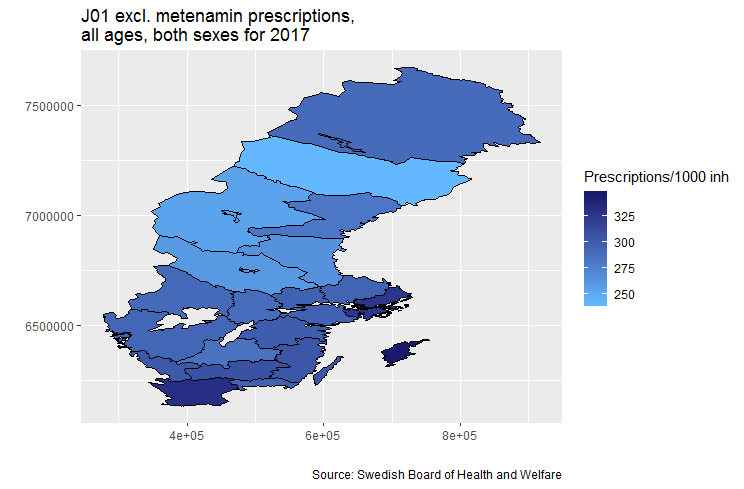 J01 excl. metenamin prescriptions,
all ages, both sexes for 2017
7500000
7000000
6500000
4e+05
6e+05
8e+05
Prescriptions/1000 inh
325
300
275
250
Source: Swedish Board of Health and Welfare